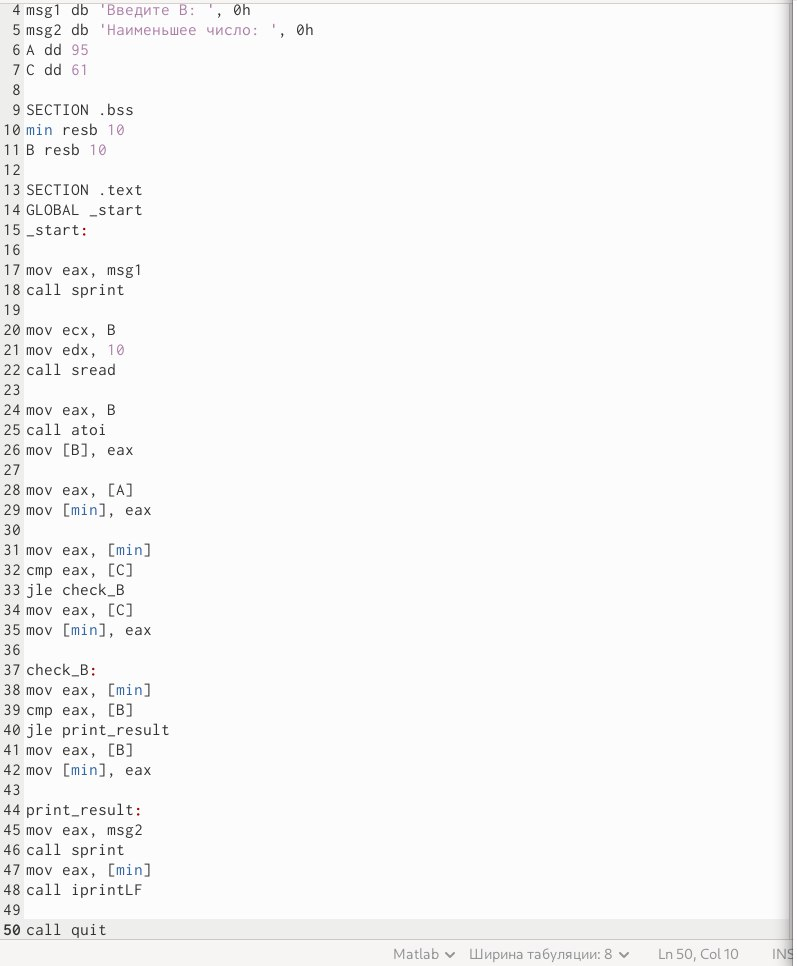 4 msg1 db 'Введите B: ', 0h
5 msg2 db 'Наименьшее число: ', 0h
6 A dd 95
7 C dd 61
8
9 SECTION .bss
10 min resb 10
11 B resb 10
12
13 SECTION .text
14 GLOBAL _start
15 _start:
16
17 mov eax, msg1
18 call sprint
19
20 mov ecx, B
21 mov edx, 10
22 call sread
23
24 mov eax, B
25 call atoi
26 mov [B], eax
27
28 mov eax, [A]
29 mov [min], eax
30
31 mov eax, [min]
32 cmp eax, [C]
33 jle check_B
34 mov eax, [C]
35 mov [min], eax
36
37 check_B:
38 mov eax, [min]
39 cmp eax, [B]
40 jle print_result
41 mov eax, [B]
42 mov [min], eax
43
44 print_result:
45 mov eax, msg2
46 call sprint
47 mov eax, [min]
48 call iprintLF
49
50 call quit
Matlab Ширина табуляции: 8 Ln 50, Col 10 INS